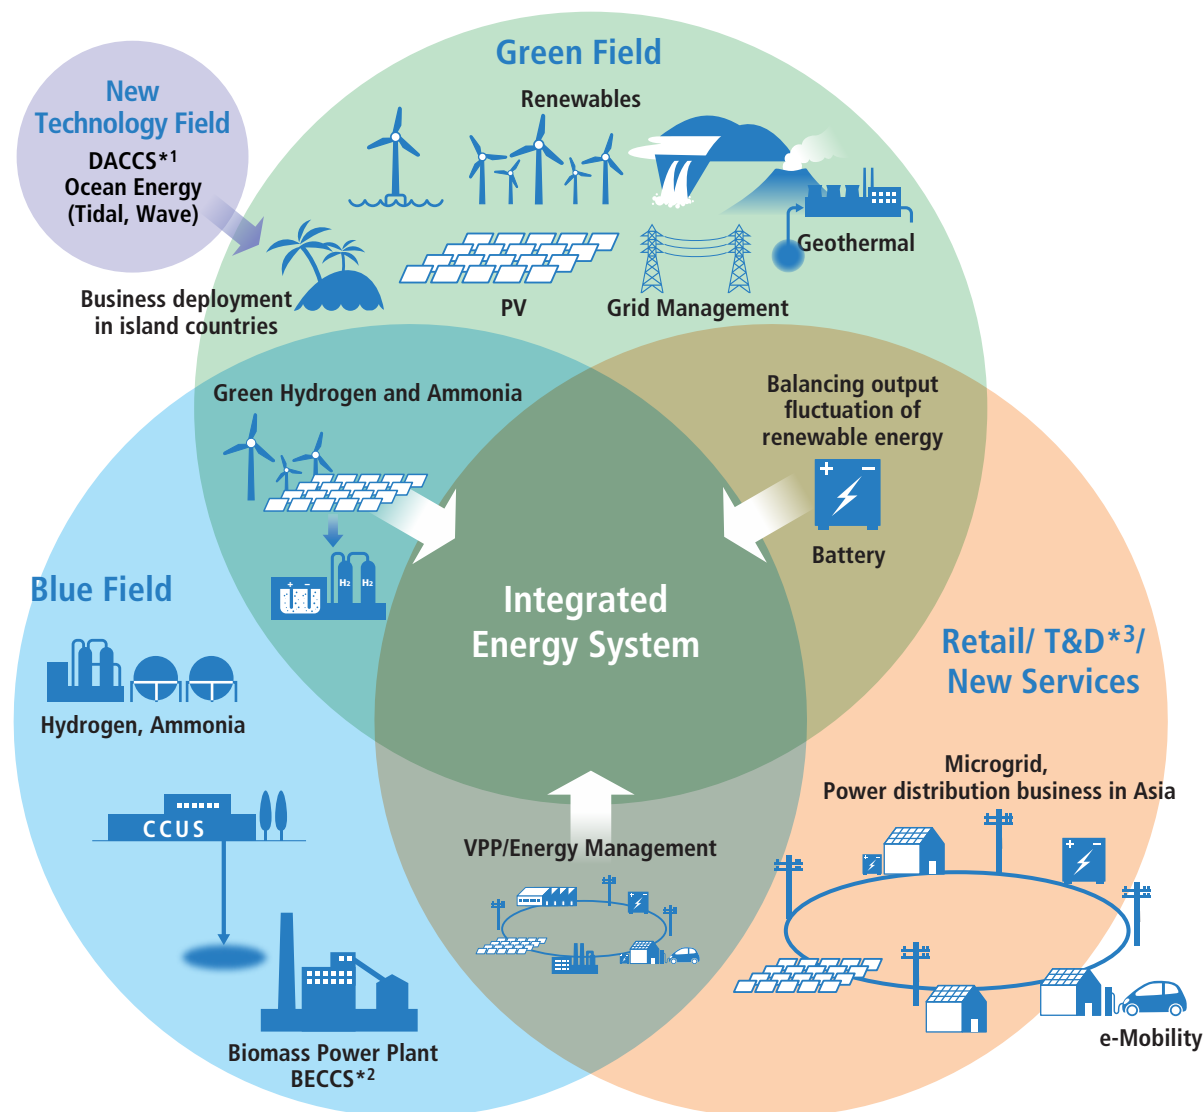 Green Field
Renewables
New
Technology Field
DACCS*1
Ocean Energy
(Tidal, Wave)
Geothermal
Business deployment
in island countries
PV
Grid Management
Green Hydrogen and Ammonia
Balancing output
fluctuation of
renewable energy
+ −
Battery
+ −
H₂ H₂
Blue Field
Integrated
Energy System
Retail/ T&D*3/
New Services
Hydrogen, Ammonia
Microgrid,
Power distribution business in Asia
CCUS
VPP/Energy Management
+ −
+ −
Biomass Power Plant
BECCS*2
e-Mobility